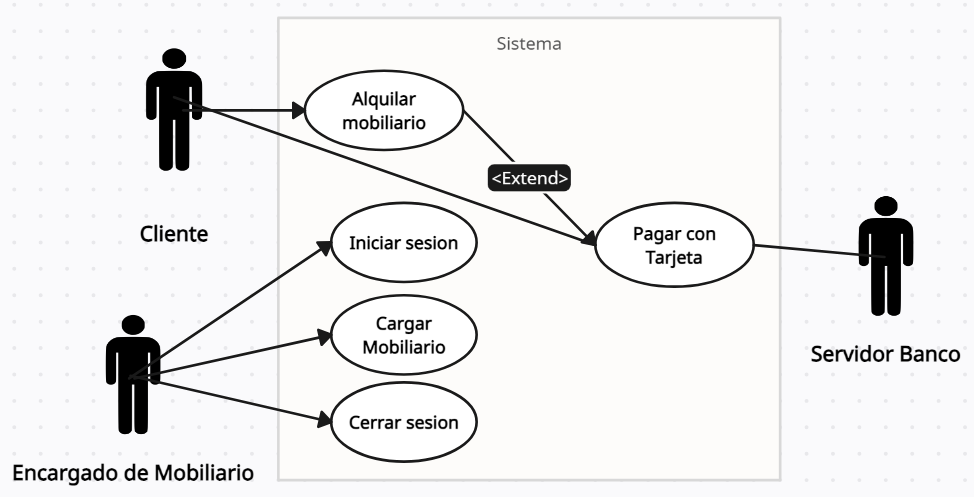 Sistema
Alquilar
mobiliario
<Extend>
Cliente
Iniciar sesion
Pagar con
Tarjeta
Cargar
Mobiliario
Servidor Banco
Cerrar sesion
Encargado de Mobiliario